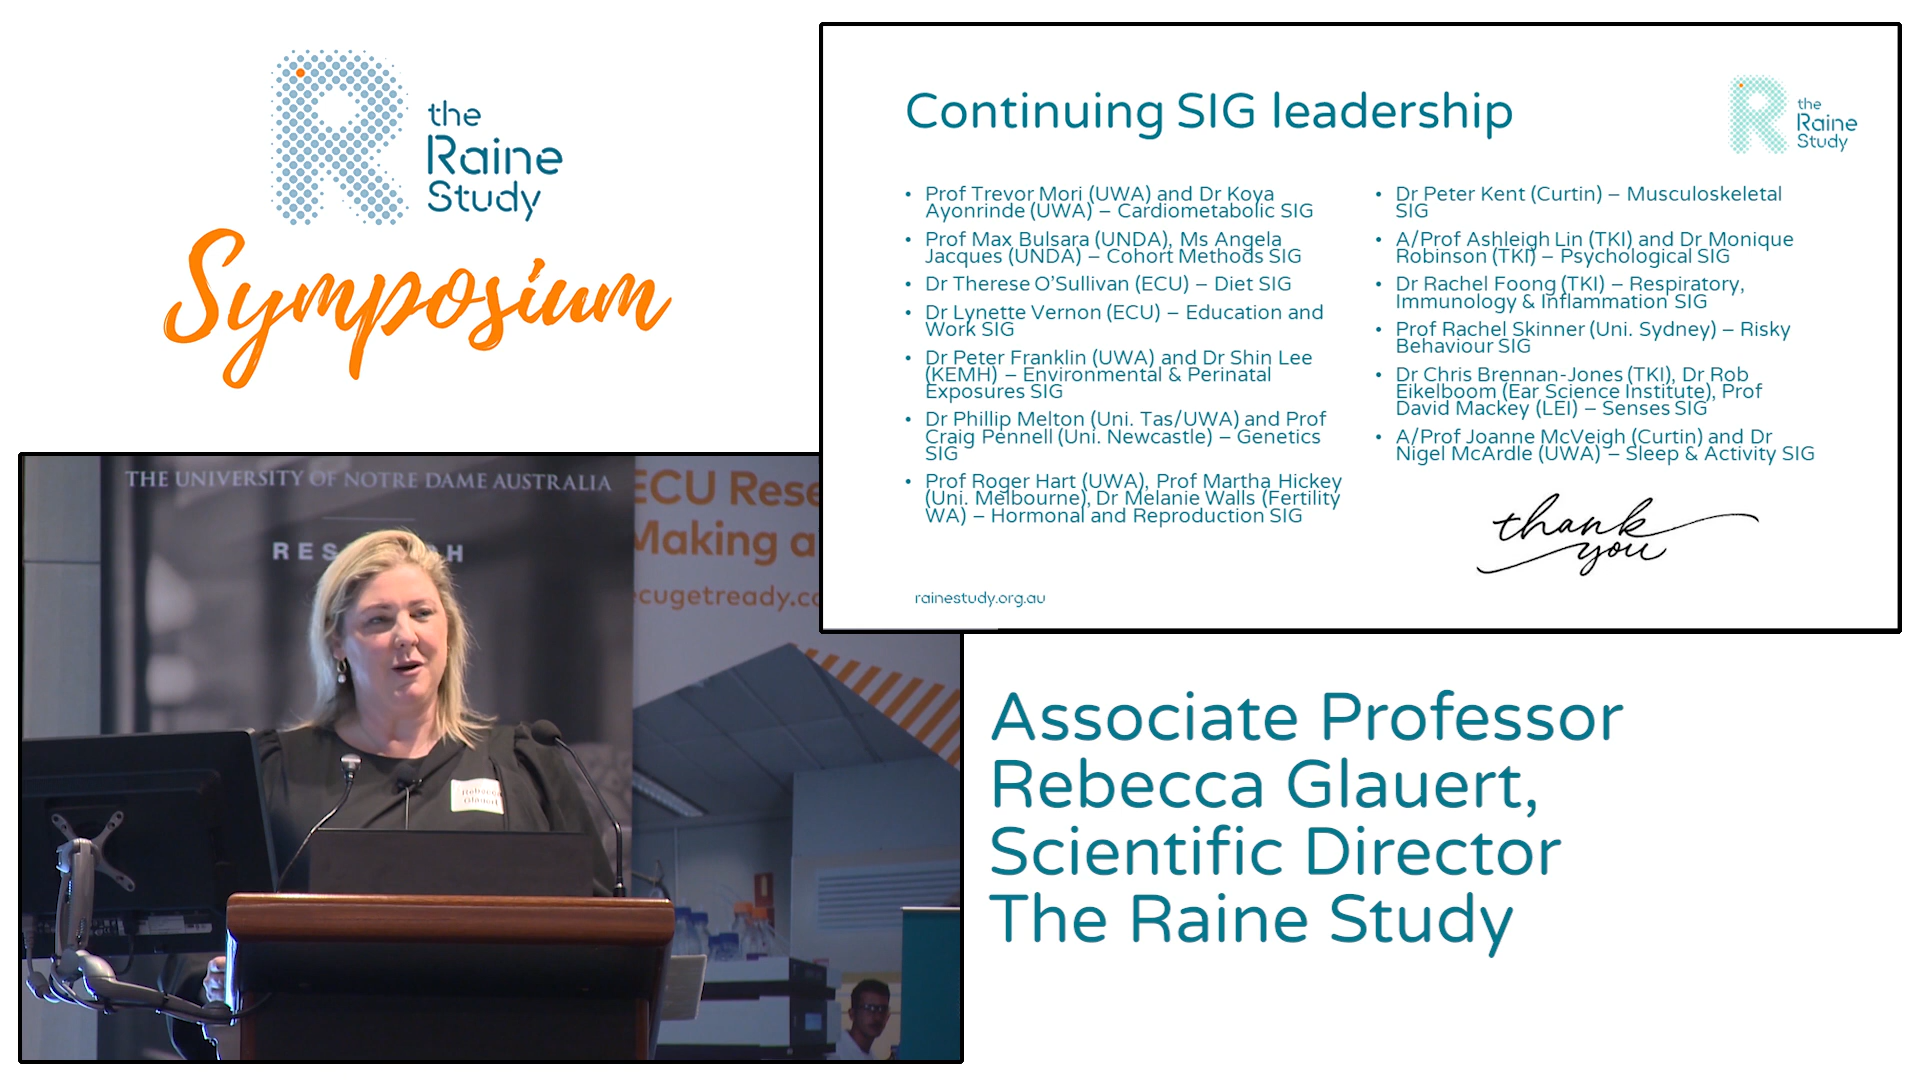 the
Raine
Study
Symposium
Continuing SIG leadership
the
Raine
Study
• Prof Trevor Mori (UWA) and Dr Koya
Ayonrinde (UWA) – Cardiometabolic SIG
• Prof Max Bulsara (UNDA), Ms Angela
Jacques (UNDA) – Cohort Methods SIG
• Dr Therese O'Sullivan (ECU) – Diet SIG
• Dr Lynette Vernon (ECU) – Education and
Work SIG
• Dr Peter Franklin (UWA) and Dr Shin Lee
(KEMH) – Environmental & Perinatal
Exposures SIG
• Dr Phillip Melton (Uni. Tas/UWA) and Prof
Craig Pennell (Uni. Newcastle) – Genetics
SIG
• Prof Roger Hart (UWA), Prof Martha Hickey
(Uni. Melbourne), Dr Melanie Walls (Fertility
WA) – Hormonal and Reproduction SIG
• Dr Peter Kent (Curtin) – Musculoskeletal
SIG
• A/Prof Ashleigh Lin (TKI) and Dr Monique
Robinson (TKI) – Psychological SIG
• Dr Rachel Foong (TKI) – Respiratory,
Immunology & Inflammation SIG
• Prof Rachel Skinner (Uni. Sydney) – Risky
Behaviour SIG
• Dr Chris Brennan-Jones (TKI), Dr Rob
Eikelboom (Ear Science Institute), Prof
David Mackey (LEI) – Senses SIG
• A/Prof Joanne McVeigh (Curtin) and Dr
Nigel McArdle (UWA) – Sleep & Activity SIG
thank
you
rainestudy.org.au
THE UNIVERSITY OF NOTRE DAME AUSTRALIA
RES H
ECU Rese
Making a
ecugetready.co
Rebecca
Glauert
Associate Professor
Rebecca Glauert,
Scientific Director
The Raine Study